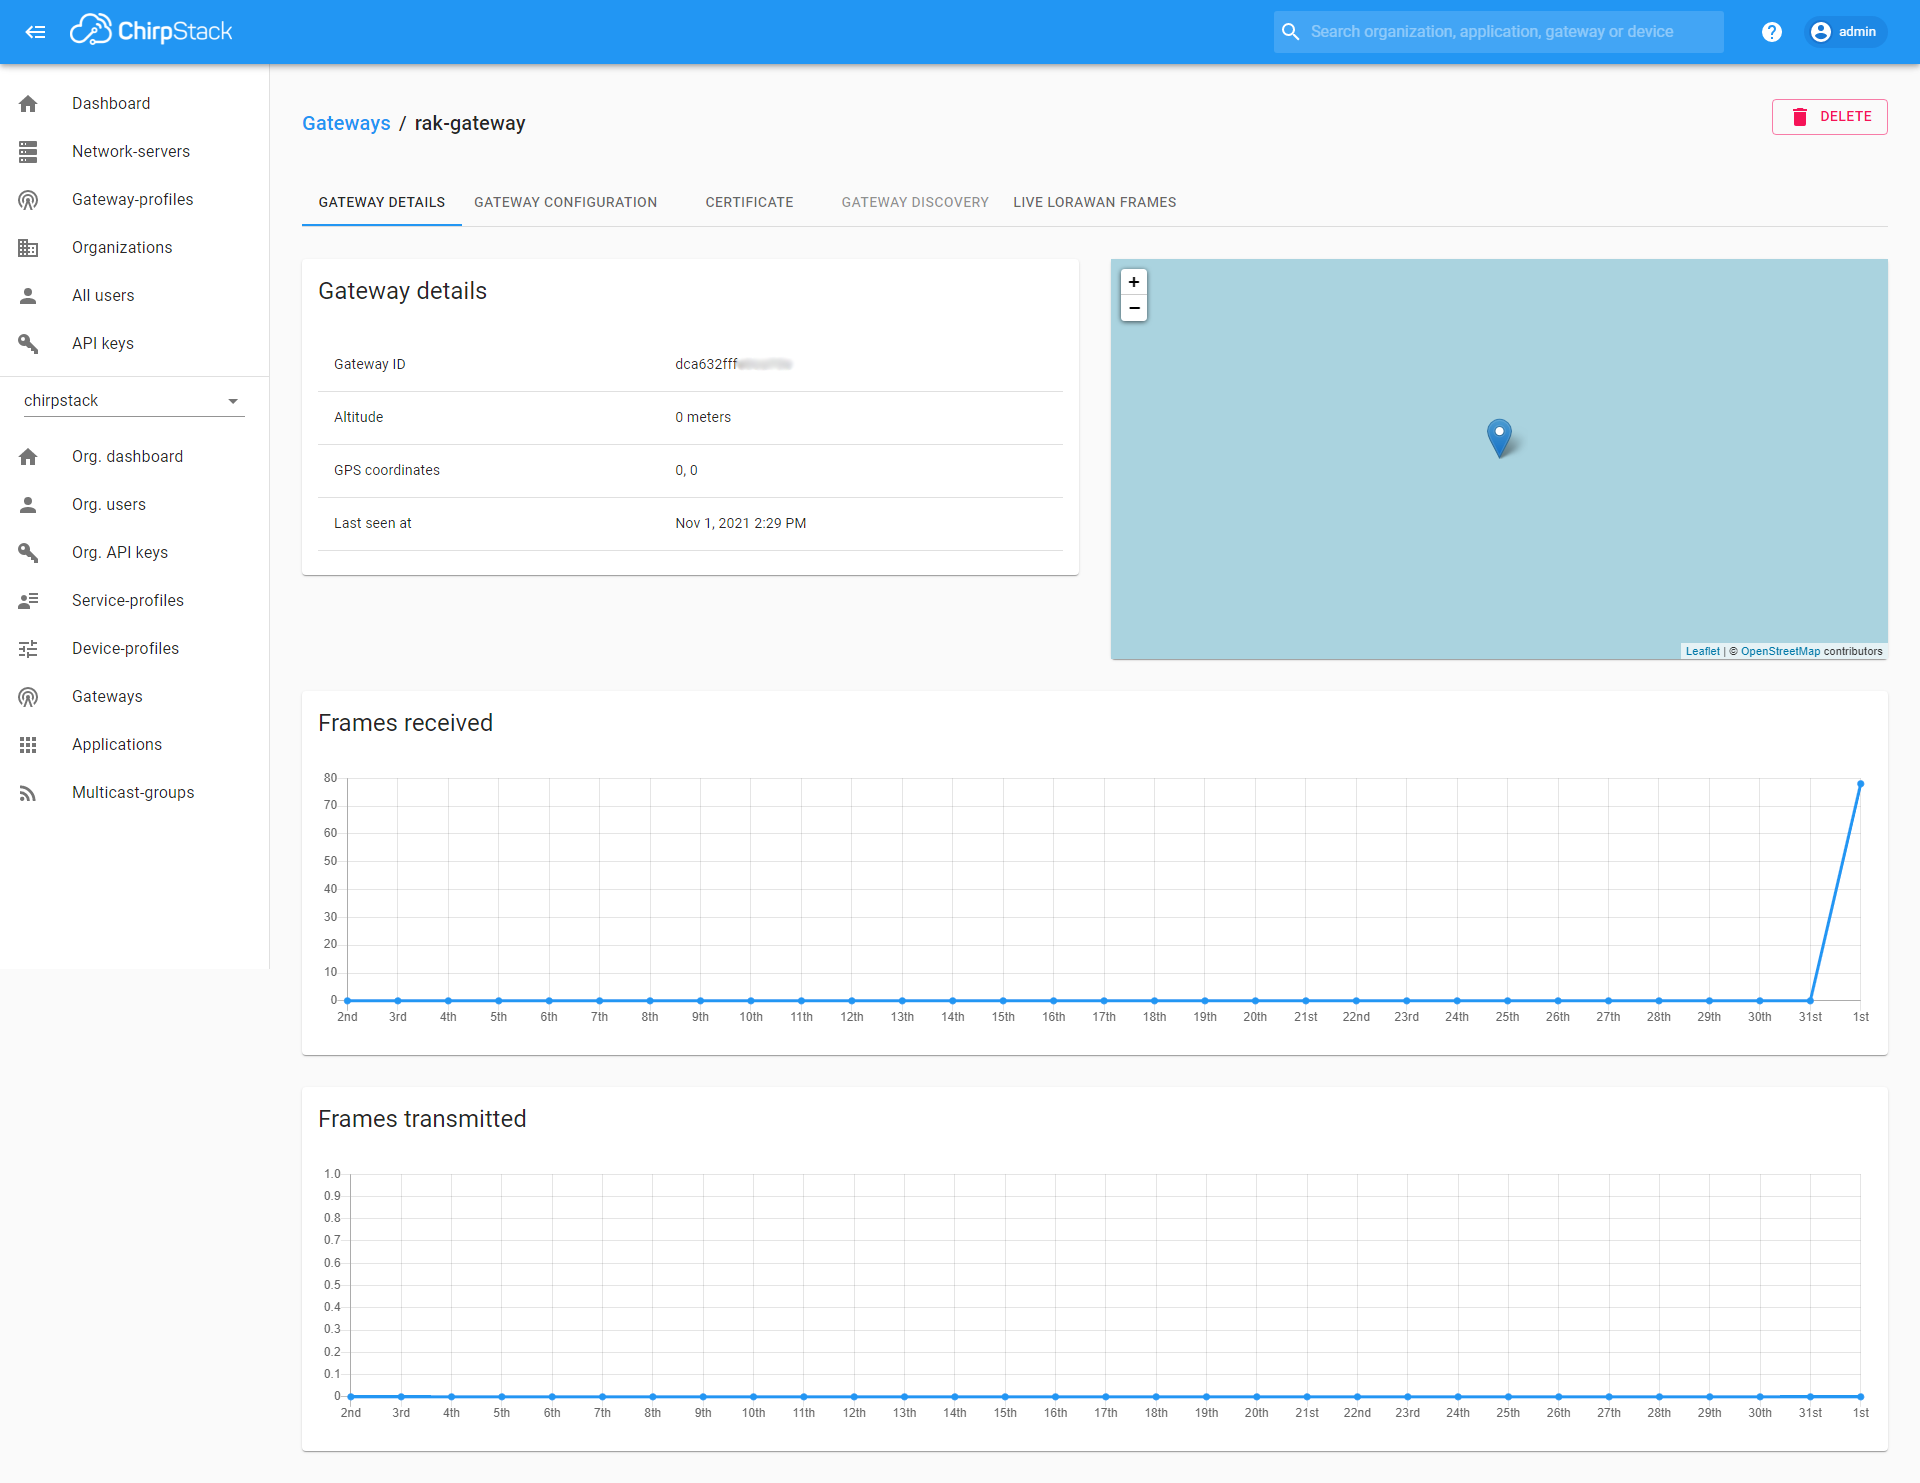 ChirpStack
Search organization, application, gateway or device
?
admin
Dashboard
Network-servers
Gateway-profiles
Organizations
All users
API keys
chirpstack
Org. dashboard
Org. users
Org. API keys
Service-profiles
Device-profiles
Gateways
Applications
Multicast-groups
Gateways / rak-gateway
DELETE
GATEWAY DETAILS GATEWAY CONFIGURATION CERTIFICATE GATEWAY DISCOVERY LIVE LORAWAN FRAMES
Gateway details
Gateway ID dca632fff
Altitude 0 meters
GPS coordinates 0, 0
Last seen at Nov 1, 2021 2:29 PM
+
−
Leaflet | © OpenStreetMap contributors
Frames received
80
70
60
50
40
30
20
10
0
2nd 3rd 4th 5th 6th 7th 8th 9th 10th 11th 12th 13th 14th 15th 16th 17th 18th 19th 20th 21st 22nd 23rd 24th 25th 26th 27th 28th 29th 30th 31st 1st
Frames transmitted
1.0
0.9
0.8
0.7
0.6
0.5
0.4
0.3
0.2
0.1
0
2nd 3rd 4th 5th 6th 7th 8th 9th 10th 11th 12th 13th 14th 15th 16th 17th 18th 19th 20th 21st 22nd 23rd 24th 25th 26th 27th 28th 29th 30th 31st 1st